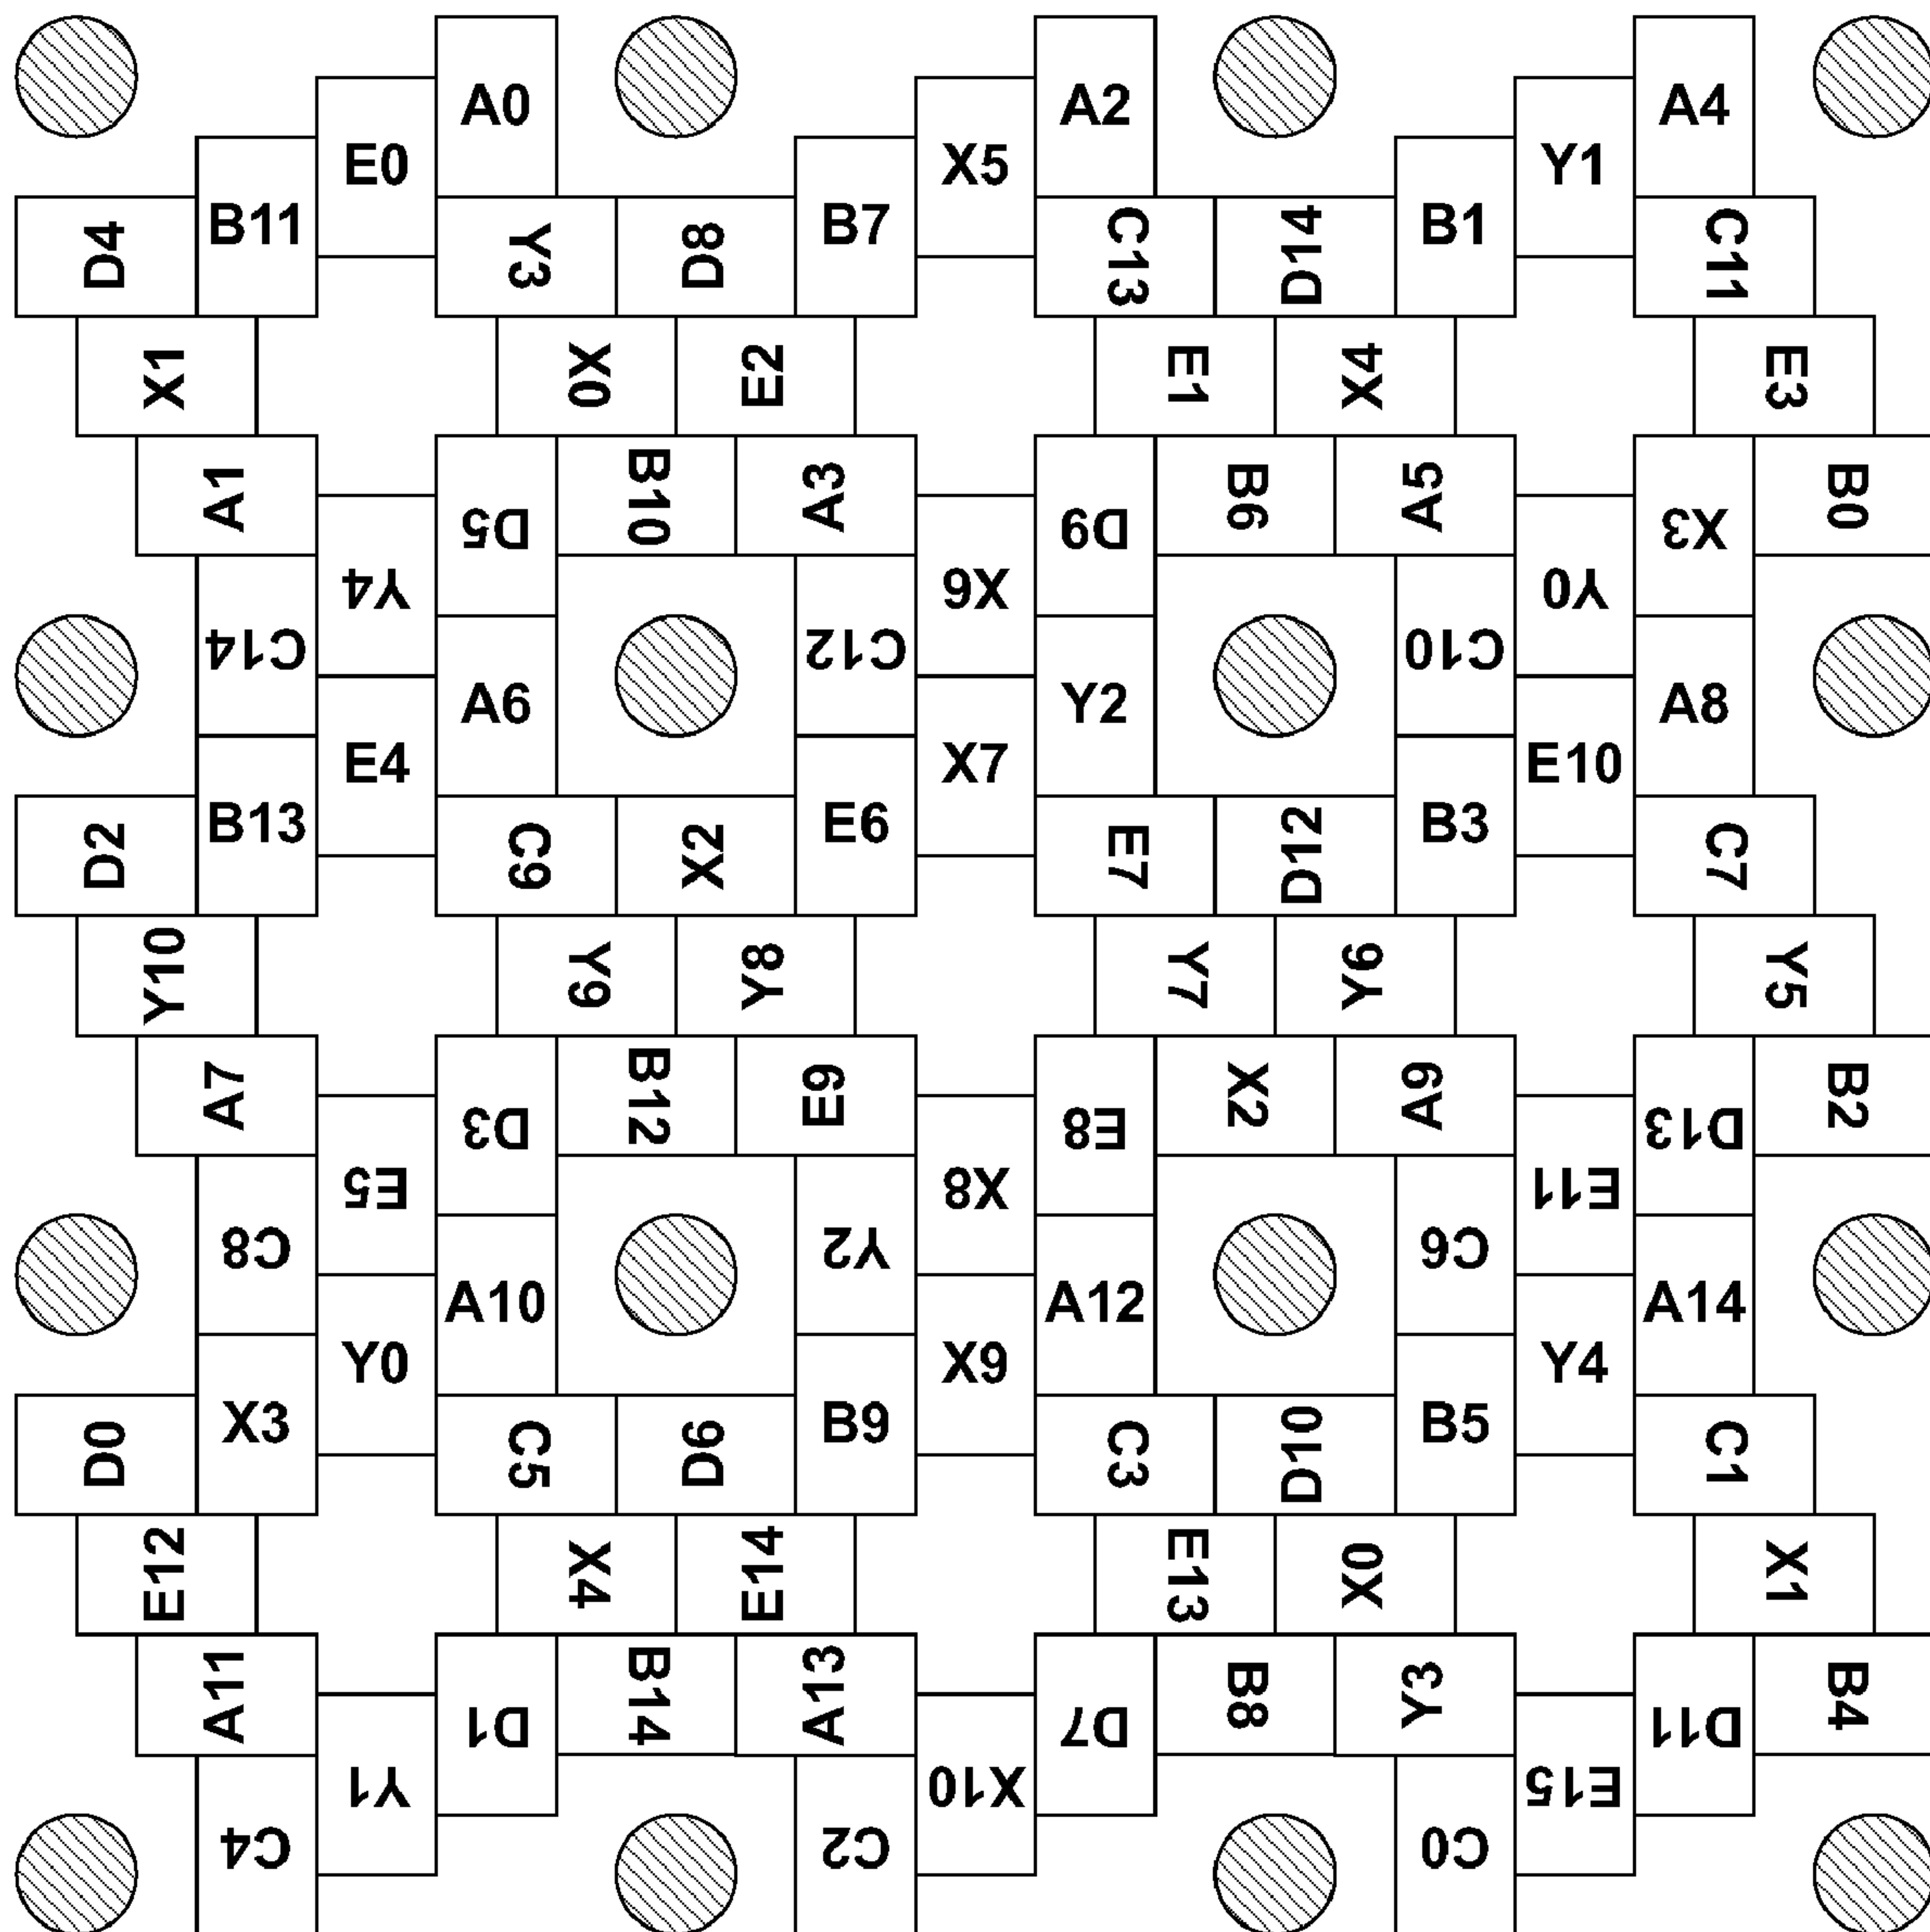 A0 A2 A4
E0 X5 Y1
D4 B11 Y3 D8 B7 C13 D14 B1 C11
X1 X0 E2 E1 X4 E3
A1 D5 B10 A3 D9 B6 A5 X3 B0
Y4 X6 Y0
C14 C12 C10
A6 Y2 A8
E4 X7 E10
D2 B13 C9 X2 E6 E7 D12 B3 C7
Y10 Y9 Y8 Y7 Y6 Y5
A7 D3 B12 E9 E8 X2 A9 D13 B2
E5 X8 E11
C8 Y2 C6
A10 A12 A14
Y0 X9 Y4
D0 X3 C5 D6 B9 C3 D10 B5 C1
E12 X4 E14 E13 X0 X1
A11 D1 B14 A13 D7 B8 Y3 D11 B4
Y1 X10 E15
C4 C2 C0